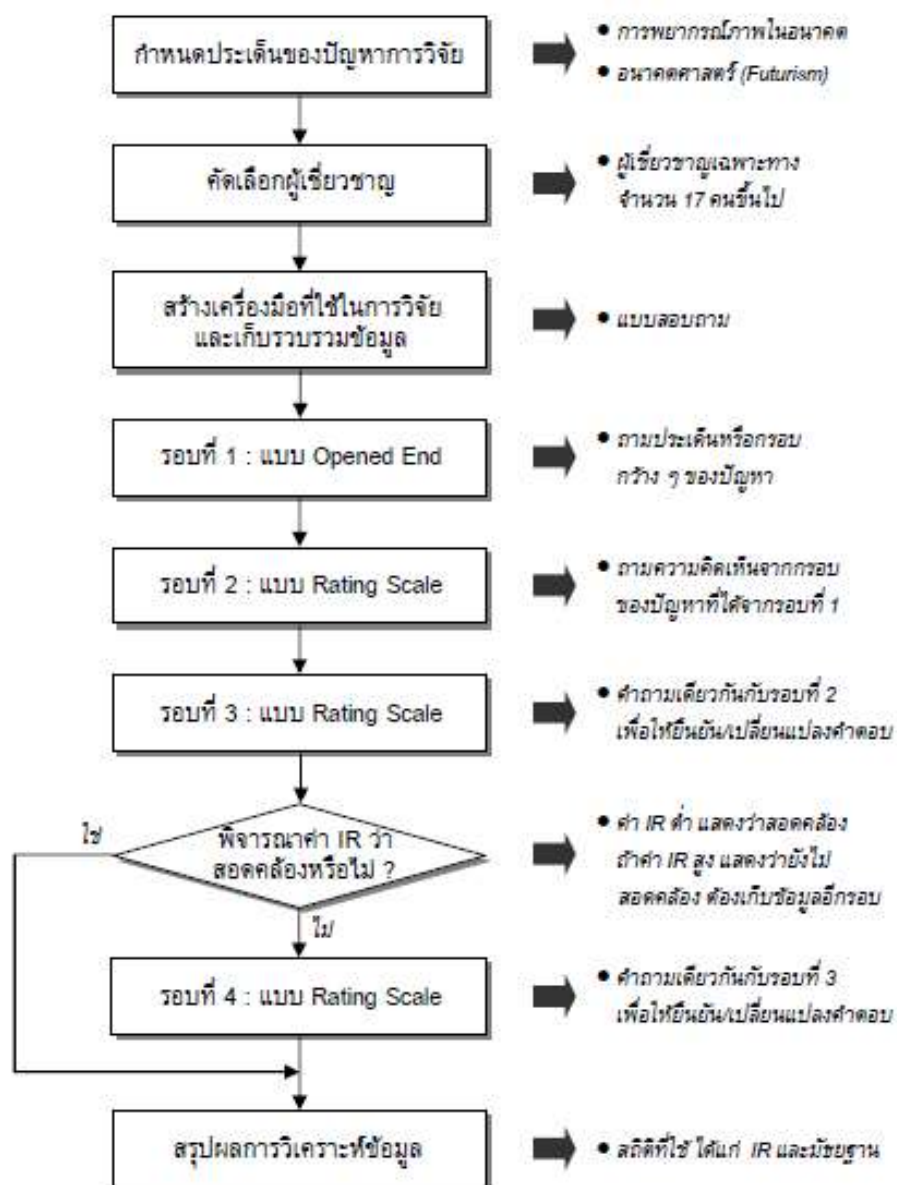 กำหนดประเด็นของปัญหาการวิจัย
● การพยากรณ์ภาพในอนาคต
● อนาคตศาสตร์ (Futurism)
คัดเลือกผู้เชี่ยวชาญ
● ผู้เชี่ยวชาญเฉพาะทาง
จำนวน 17 คนขึ้นไป
สร้างเครื่องมือที่ใช้ในการวิจัย
และเก็บรวบรวมข้อมูล
● แบบสอบถาม
รอบที่ 1 : แบบ Opened End
● ถามประเด็นหรือกรอบ
กว้าง ๆ ของปัญหา
รอบที่ 2 : แบบ Rating Scale
● ถามความคิดเห็นจากกรอบ
ของปัญหาที่ได้จากรอบที่ 1
รอบที่ 3 : แบบ Rating Scale
● คำถามเดียวกันกับรอบที่ 2
เพื่อให้ยืนยัน/เปลี่ยนแปลงคำตอบ
ใช่
พิจารณาค่า IR ว่า
สอดคล้องหรือไม่ ?
● ค่า IR ต่ำ แสดงว่าสอดคล้อง
ถ้าค่า IR สูง แสดงว่ายังไม่
สอดคล้อง ต้องเก็บข้อมูลอีกรอบ
ไม่
รอบที่ 4 : แบบ Rating Scale
● คำถามเดียวกันกับรอบที่ 3
เพื่อให้ยืนยัน/เปลี่ยนแปลงคำตอบ
สรุปผลการวิเคราะห์ข้อมูล
● สถิติที่ใช้ ได้แก่ IR และมัธยฐาน